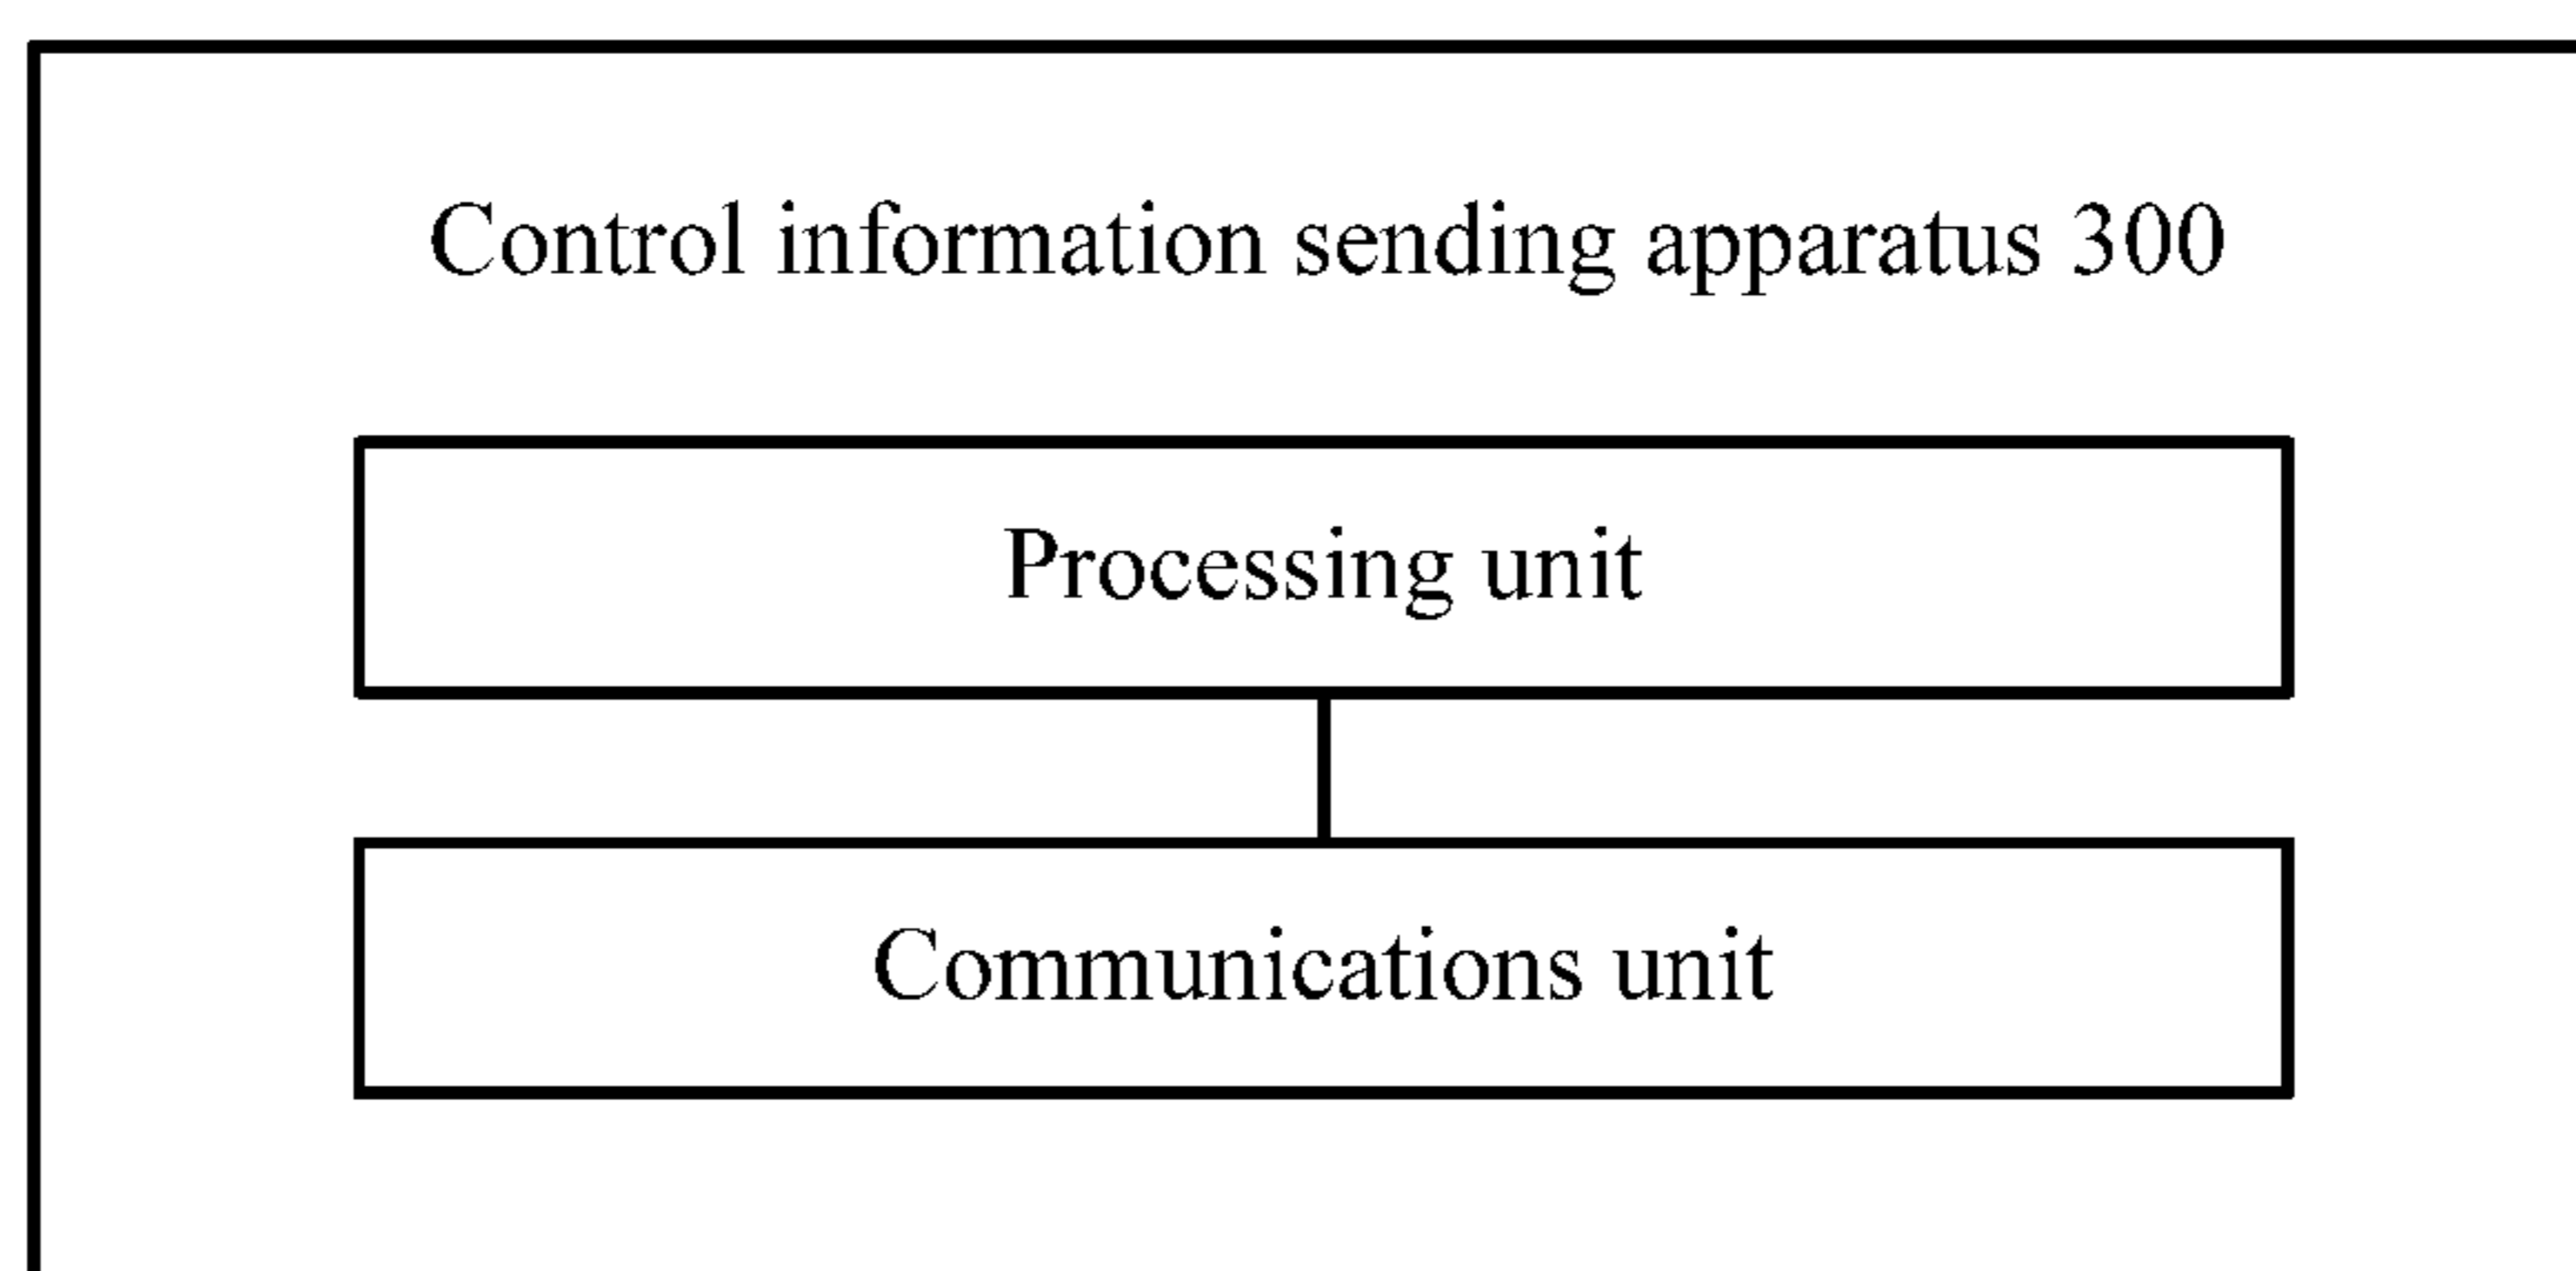 Control information sending apparatus 300
Processing unit
Communications unit